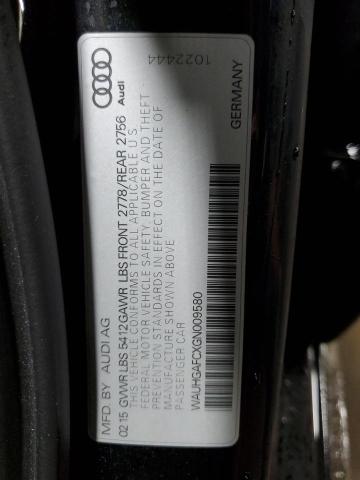 MFD. BY AUDI AG
02 15 GVWR LBS 5412 GAWR LBS FRONT 2778/REAR 2756
THIS VEHICLE CONFORMS TO ALL APPLICABLE U S
FEDERAL MOTOR VEHICLE SAFETY, BUMPER AND THEFT
PREVENTION STANDARDS IN EFFECT ON THE DATE OF
MANUFACTURE SHOWN ABOVE
PASSENGER CAR
WAUHGAFCXGN009580
Audi
1022444
GERMANY